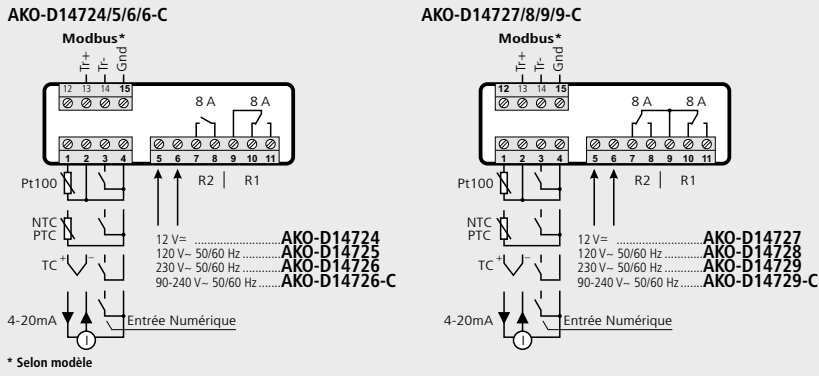 AKO-D14724/5/6/6-C
Modbus*
Tr+ Tr- Gnd
12 13 14 15
8 A 8 A
1 2 3 4 5 6 7 8 9 10 11
Pt100
R2 | R1
NTC
PTC
12 V≂ ........................AKO-D14724
120 V~ 50/60 Hz ..........AKO-D14725
TC + − 230 V~ 50/60 Hz ..........AKO-D14726
90-240 V~ 50/60 Hz ......AKO-D14726-C
4-20mA Entrée Numérique
I
* Selon modèle
AKO-D14727/8/9/9-C
Modbus*
Tr+ Tr- Gnd
12 13 14 15
8 A 8 A
1 2 3 4 5 6 7 8 9 10 11
Pt100
R2 | R1
NTC
PTC
12 V≂ ........................AKO-D14727
120 V~ 50/60 Hz ..........AKO-D14728
TC + − 230 V~ 50/60 Hz ..........AKO-D14729
90-240 V~ 50/60 Hz ......AKO-D14729-C
4-20mA Entrée Numérique
I